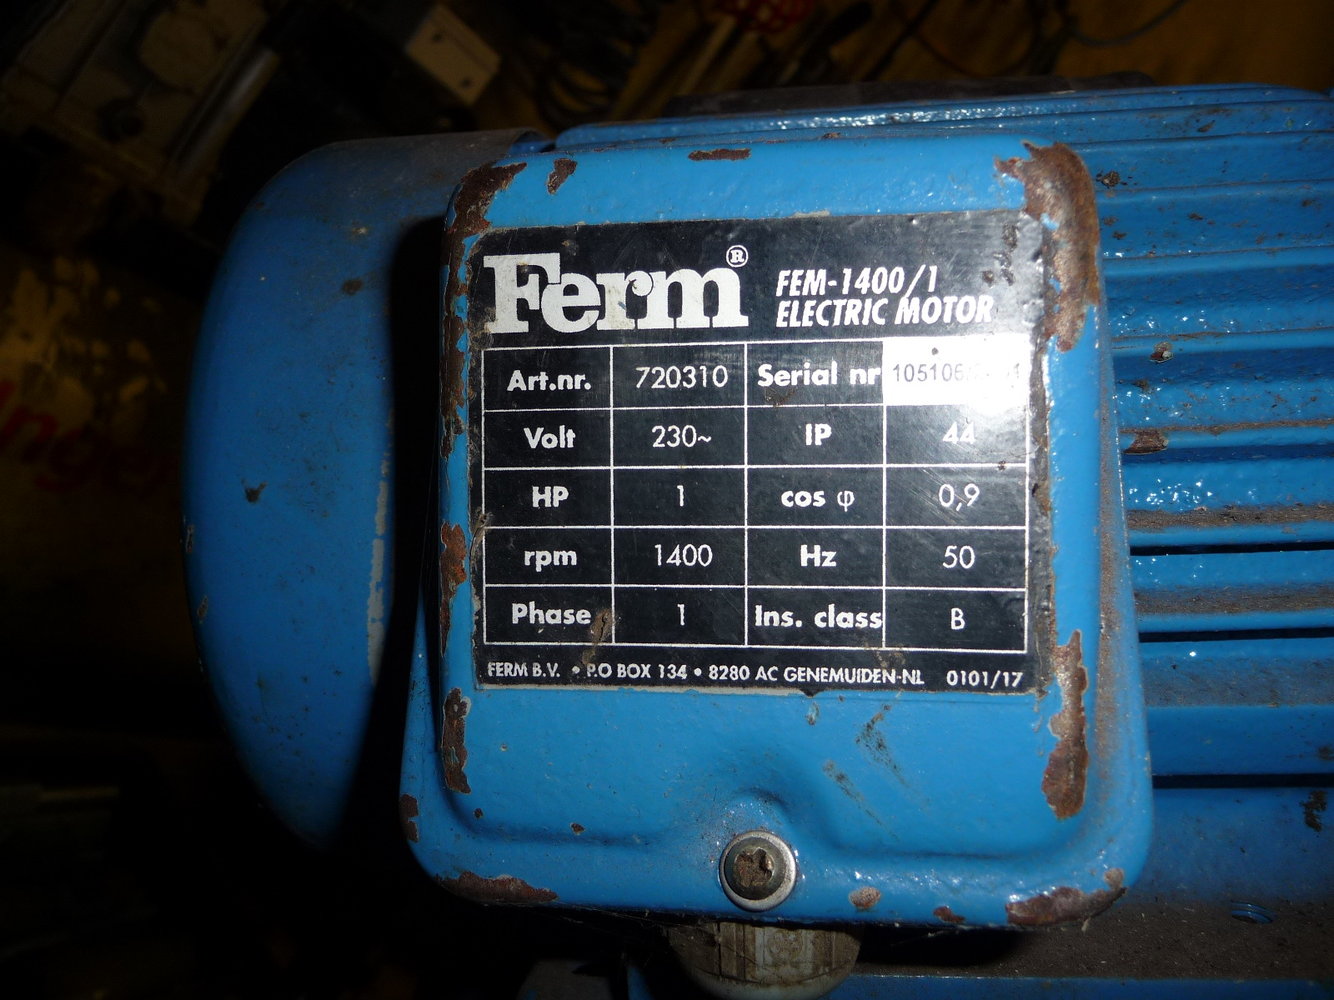 Ferm®
FEM-1400/1
ELECTRIC MOTOR
Art.nr. 720310 Serial nr
Volt 230~ IP 44
HP 1 cos φ 0,9
rpm 1400 Hz 50
Phase 1 Ins. class B
FERM B.V. • P.O BOX 134 • 8280 AC GENEMUIDEN-NL 0101/17